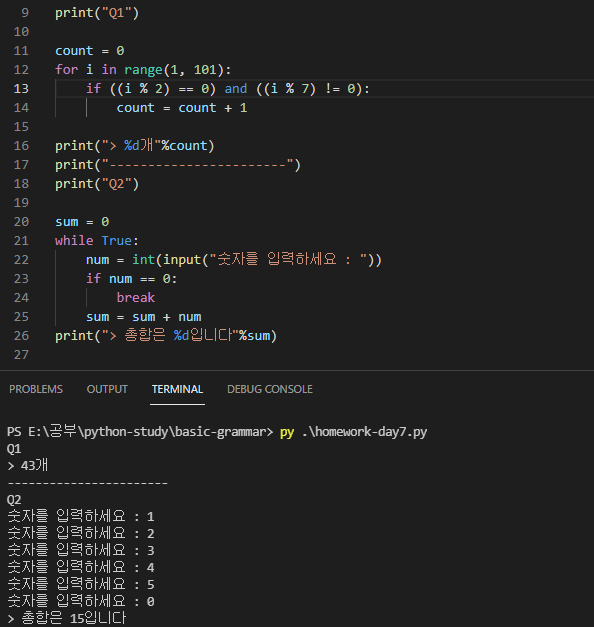 9 print("Q1")
10
11 count = 0
12 for i in range(1, 101):
13 if ((i % 2) == 0) and ((i % 7) != 0):
14 count = count + 1
15
16 print("> %d개"%count)
17 print("-----------------------")
18 print("Q2")
19
20 sum = 0
21 while True:
22 num = int(input("숫자를 입력하세요 : "))
23 if num == 0:
24 break
25 sum = sum + num
26 print("> 총합은 %d입니다"%sum)
27
PROBLEMS OUTPUT TERMINAL DEBUG CONSOLE
PS E:\공부\python-study\basic-grammar> py .\homework-day7.py
Q1
> 43개
-----------------------
Q2
숫자를 입력하세요 : 1
숫자를 입력하세요 : 2
숫자를 입력하세요 : 3
숫자를 입력하세요 : 4
숫자를 입력하세요 : 5
숫자를 입력하세요 : 0
> 총합은 15입니다